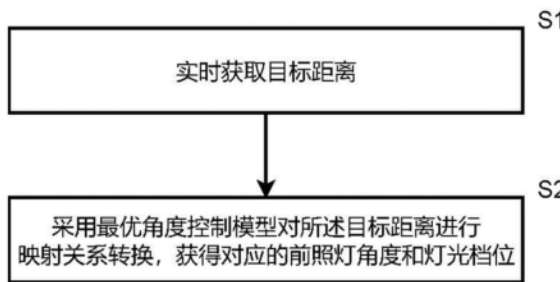 S1
实时获取目标距离
S2
采用最优角度控制模型对所述目标距离进行
映射关系转换，获得对应的前照灯角度和灯光档位